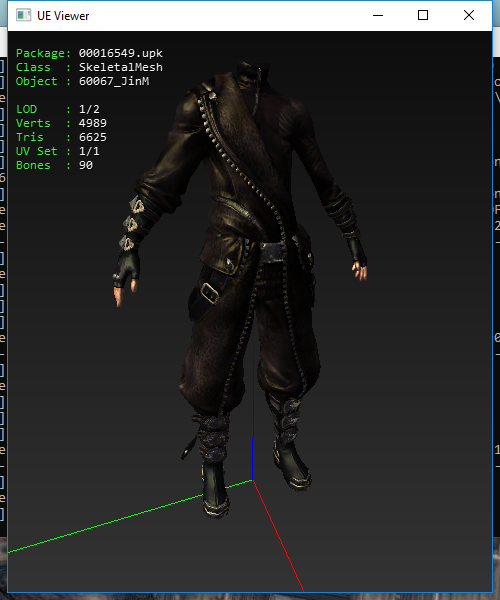 UE Viewer
Package: 00016549.upk
Class : SkeletalMesh
Object : 60067_JinM
LOD : 1/2
Verts : 4989
Tris : 6625
UV Set : 1/1
Bones : 90